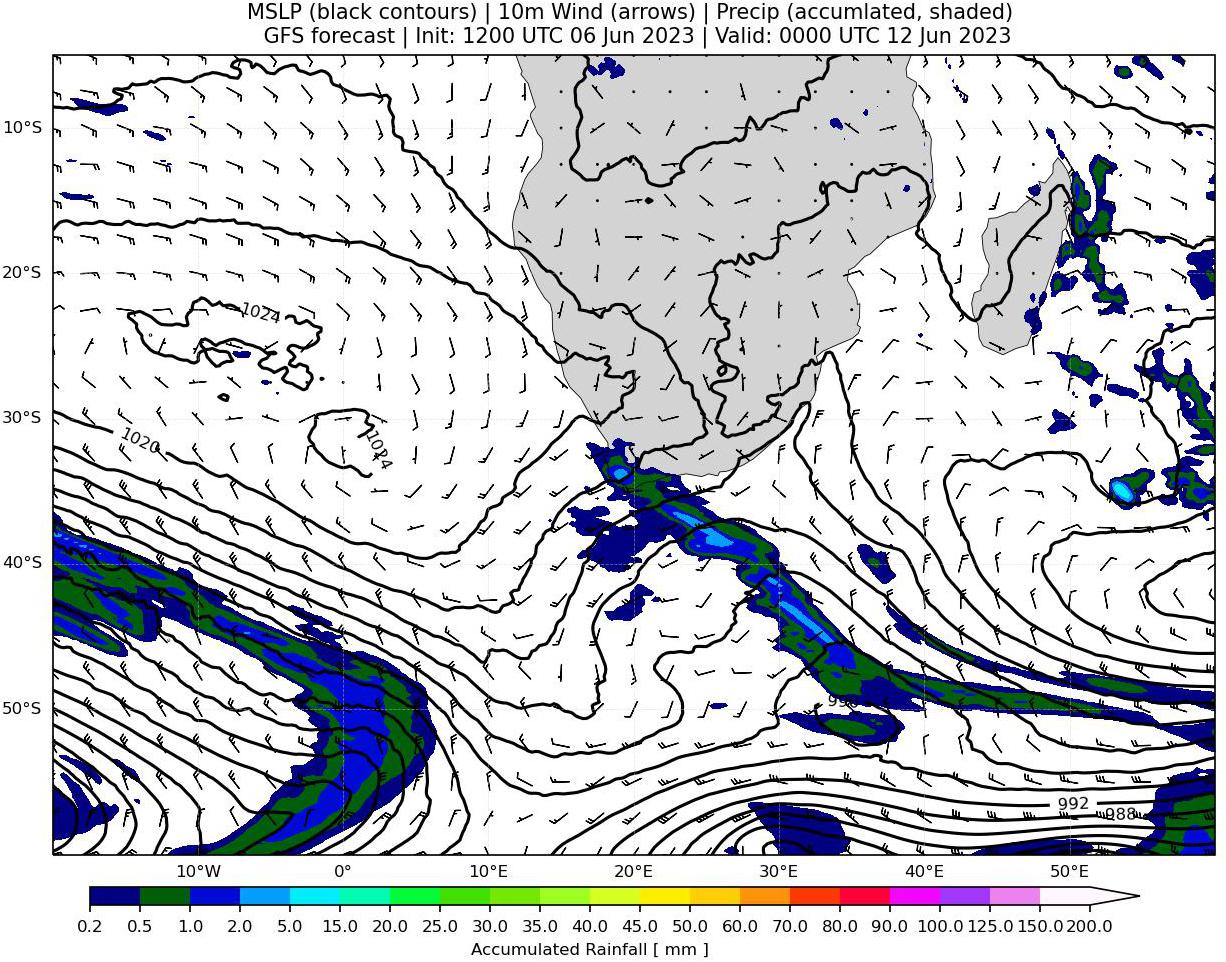 MSLP (black contours) | 10m Wind (arrows) | Precip (accumlated, shaded)
GFS forecast | Init: 1200 UTC 06 Jun 2023 | Valid: 0000 UTC 12 Jun 2023
10°S
20°S
1024
30°S
1020
1024
40°S
50°S
992
988
10°W 0° 10°E 20°E 30°E 40°E 50°E
0.2 0.5 1.0 2.0 5.0 10.0 15.0 20.0 25.0 30.0 35.0 40.0 45.0 50.0 60.0 70.0 80.0 90.0 100.0 125.0 150.0 200.0
Accumulated Rainfall [ mm ]